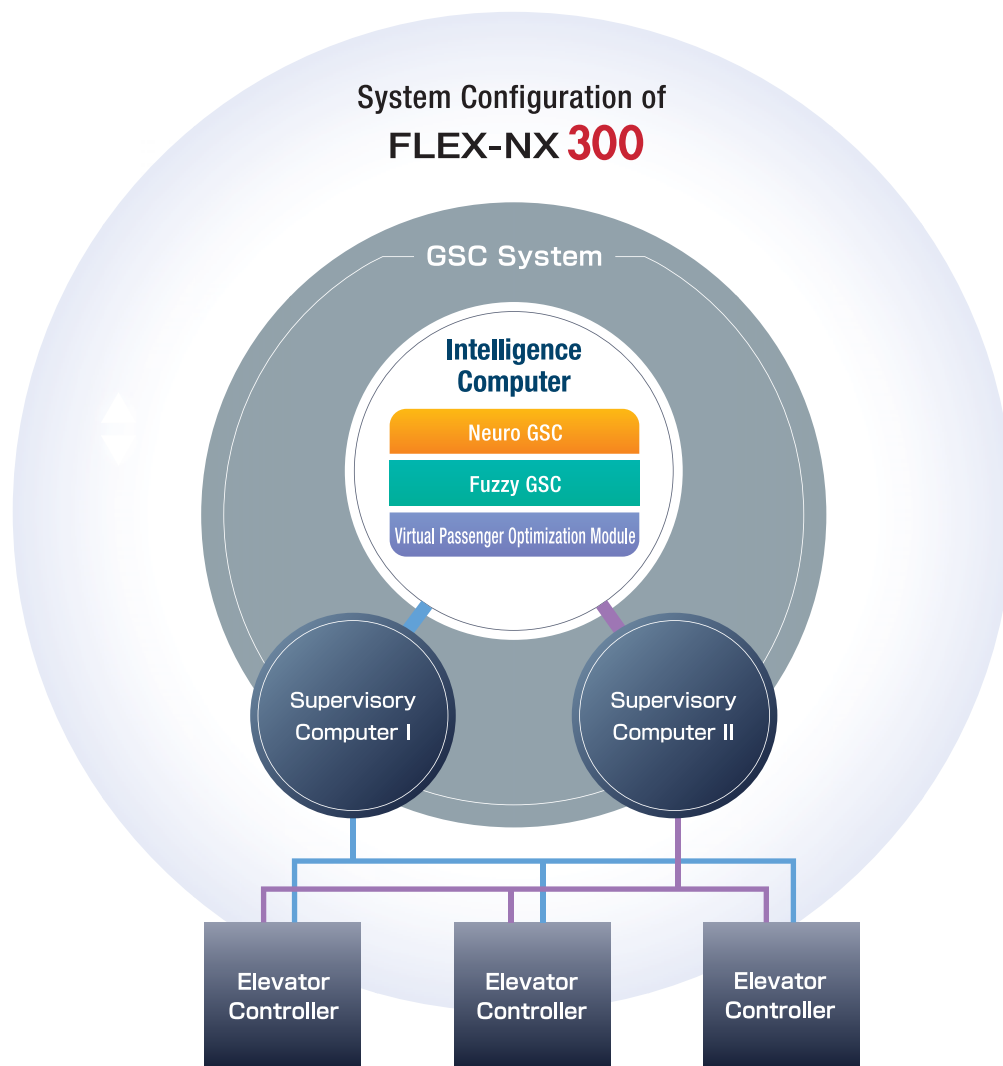 System Configuration of
FLEX-NX 300
GSC System
Intelligence
Computer
Neuro GSC
Fuzzy GSC
Virtual Passenger Optimization Module
Supervisory
Computer I
Supervisory
Computer II
Elevator
Controller
Elevator
Controller
Elevator
Controller